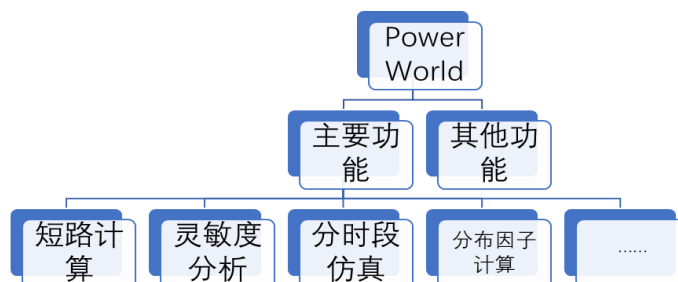 Power
World
主要功
能
其他功
能
短路计
算
灵敏度
分析
分时段
仿真
分布因子
计算
……